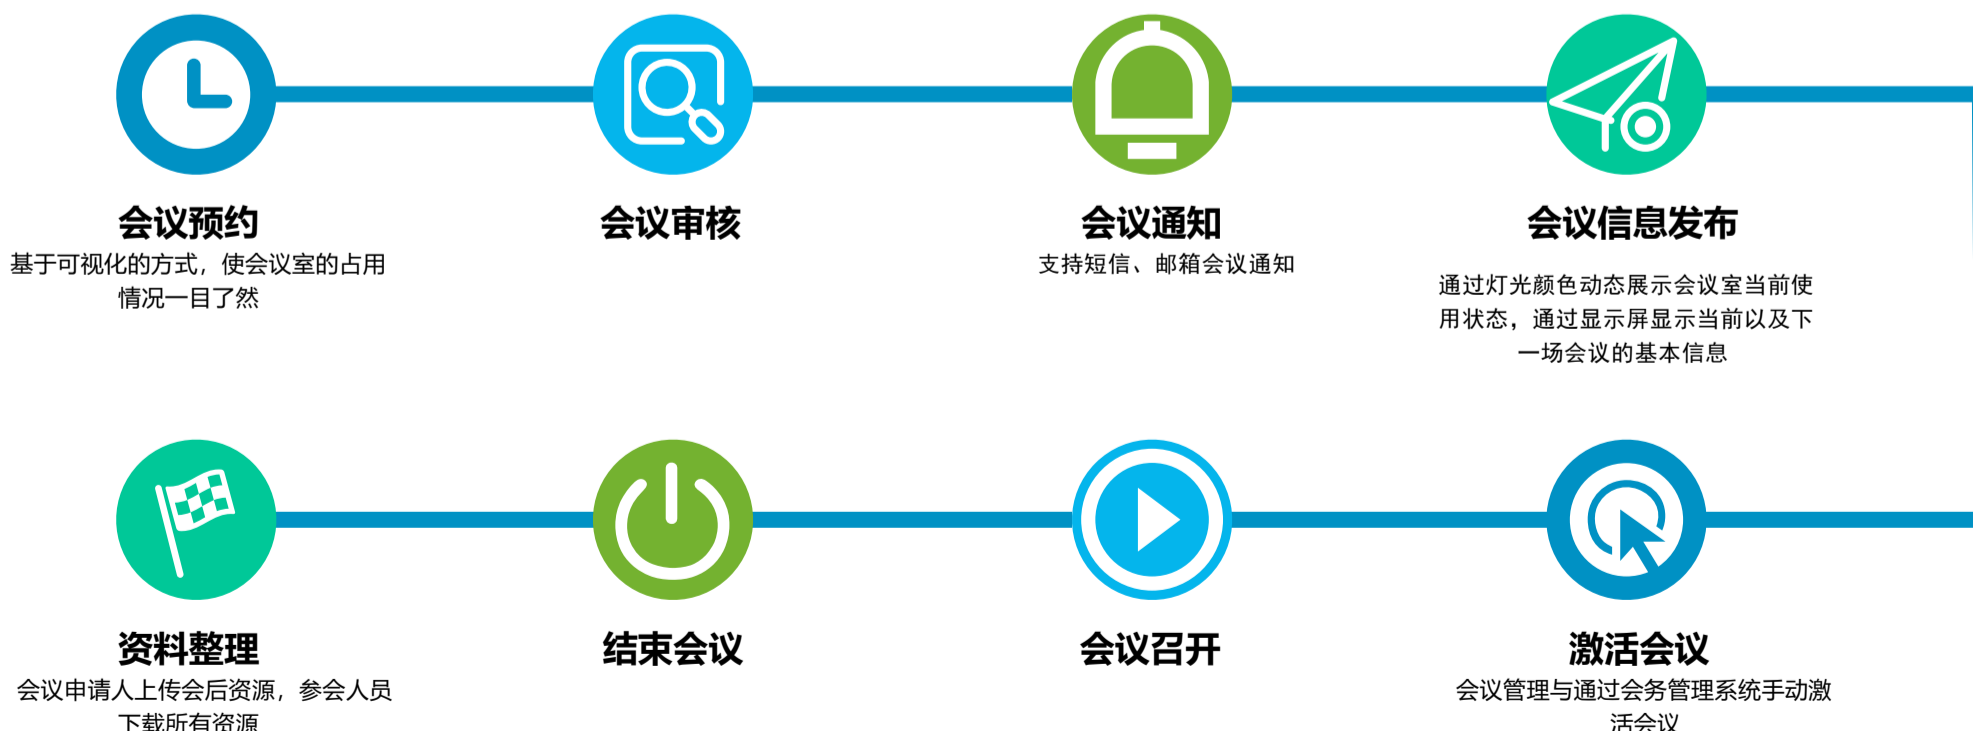 会议预约
基于可视化的方式，使会议室的占用
情况一目了然
会议审核
会议通知
支持短信、邮箱会议通知
会议信息发布
通过灯光颜色动态展示会议室当前使
用状态，通过显示屏显示当前以及下
一场会议的基本信息
资料整理
会议申请人上传会后资源，参会人员
下载所有资源
结束会议
会议召开
激活会议
会议管理与通过会务管理系统手动激
活会议